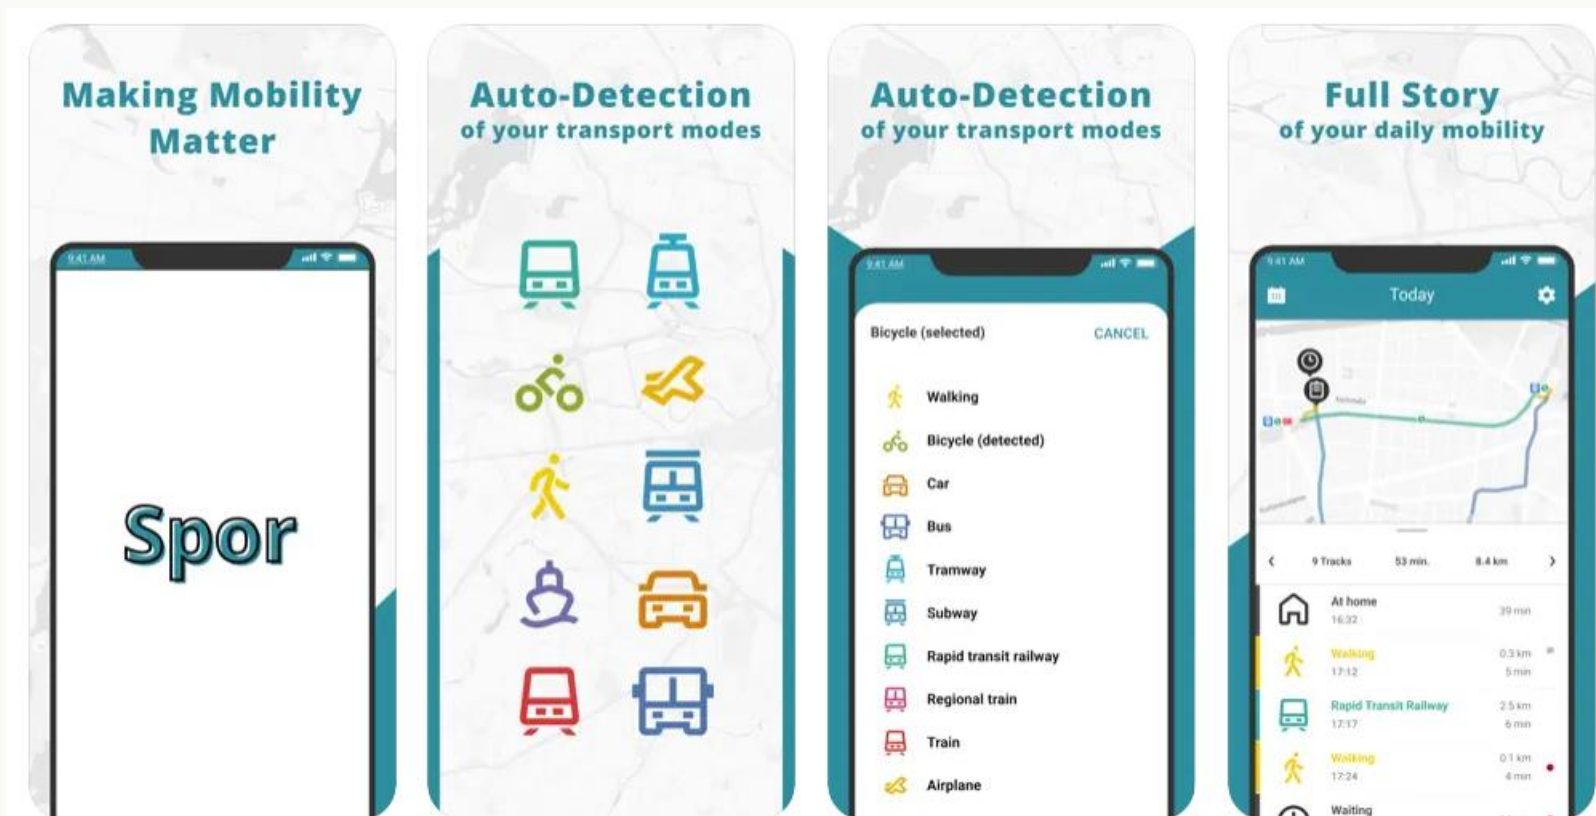 Making Mobility
Matter
9:41 AM
Spor
Auto-Detection
of your transport modes
Auto-Detection
of your transport modes
9:41 AM
Bicycle (selected) CANCEL
Walking
Bicycle (detected)
Car
Bus
Tramway
Subway
Rapid transit railway
Regional train
Train
Airplane
Full Story
of your daily mobility
9:41 AM
Today
9 Tracks 53 min. 8.4 km
At home
16:32
39 min
Walking 0.3 km
17:12 5 min
Rapid Transit Railway 2.5 km
17:17 6 min
Walking 0.1 km
17:24 4 min
Waiting